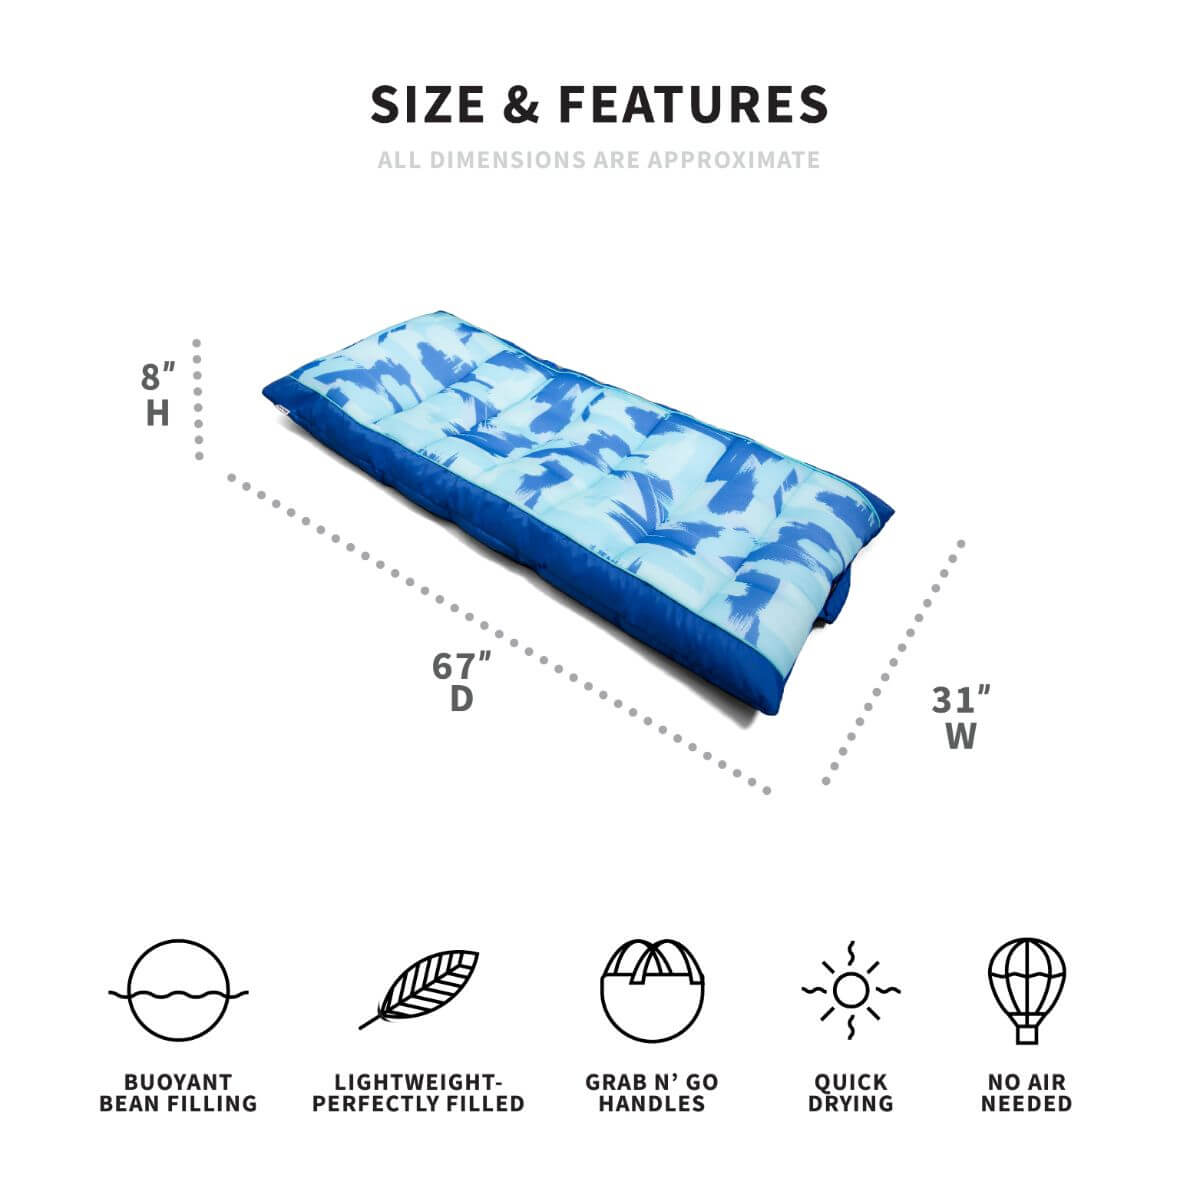 SIZE & FEATURES
ALL DIMENSIONS ARE APPROXIMATE
8"
H
67"
D
31"
W
BUOYANT
BEAN FILLING
LIGHTWEIGHT-
PERFECTLY FILLED
GRAB N' GO
HANDLES
QUICK
DRYING
NO AIR
NEEDED